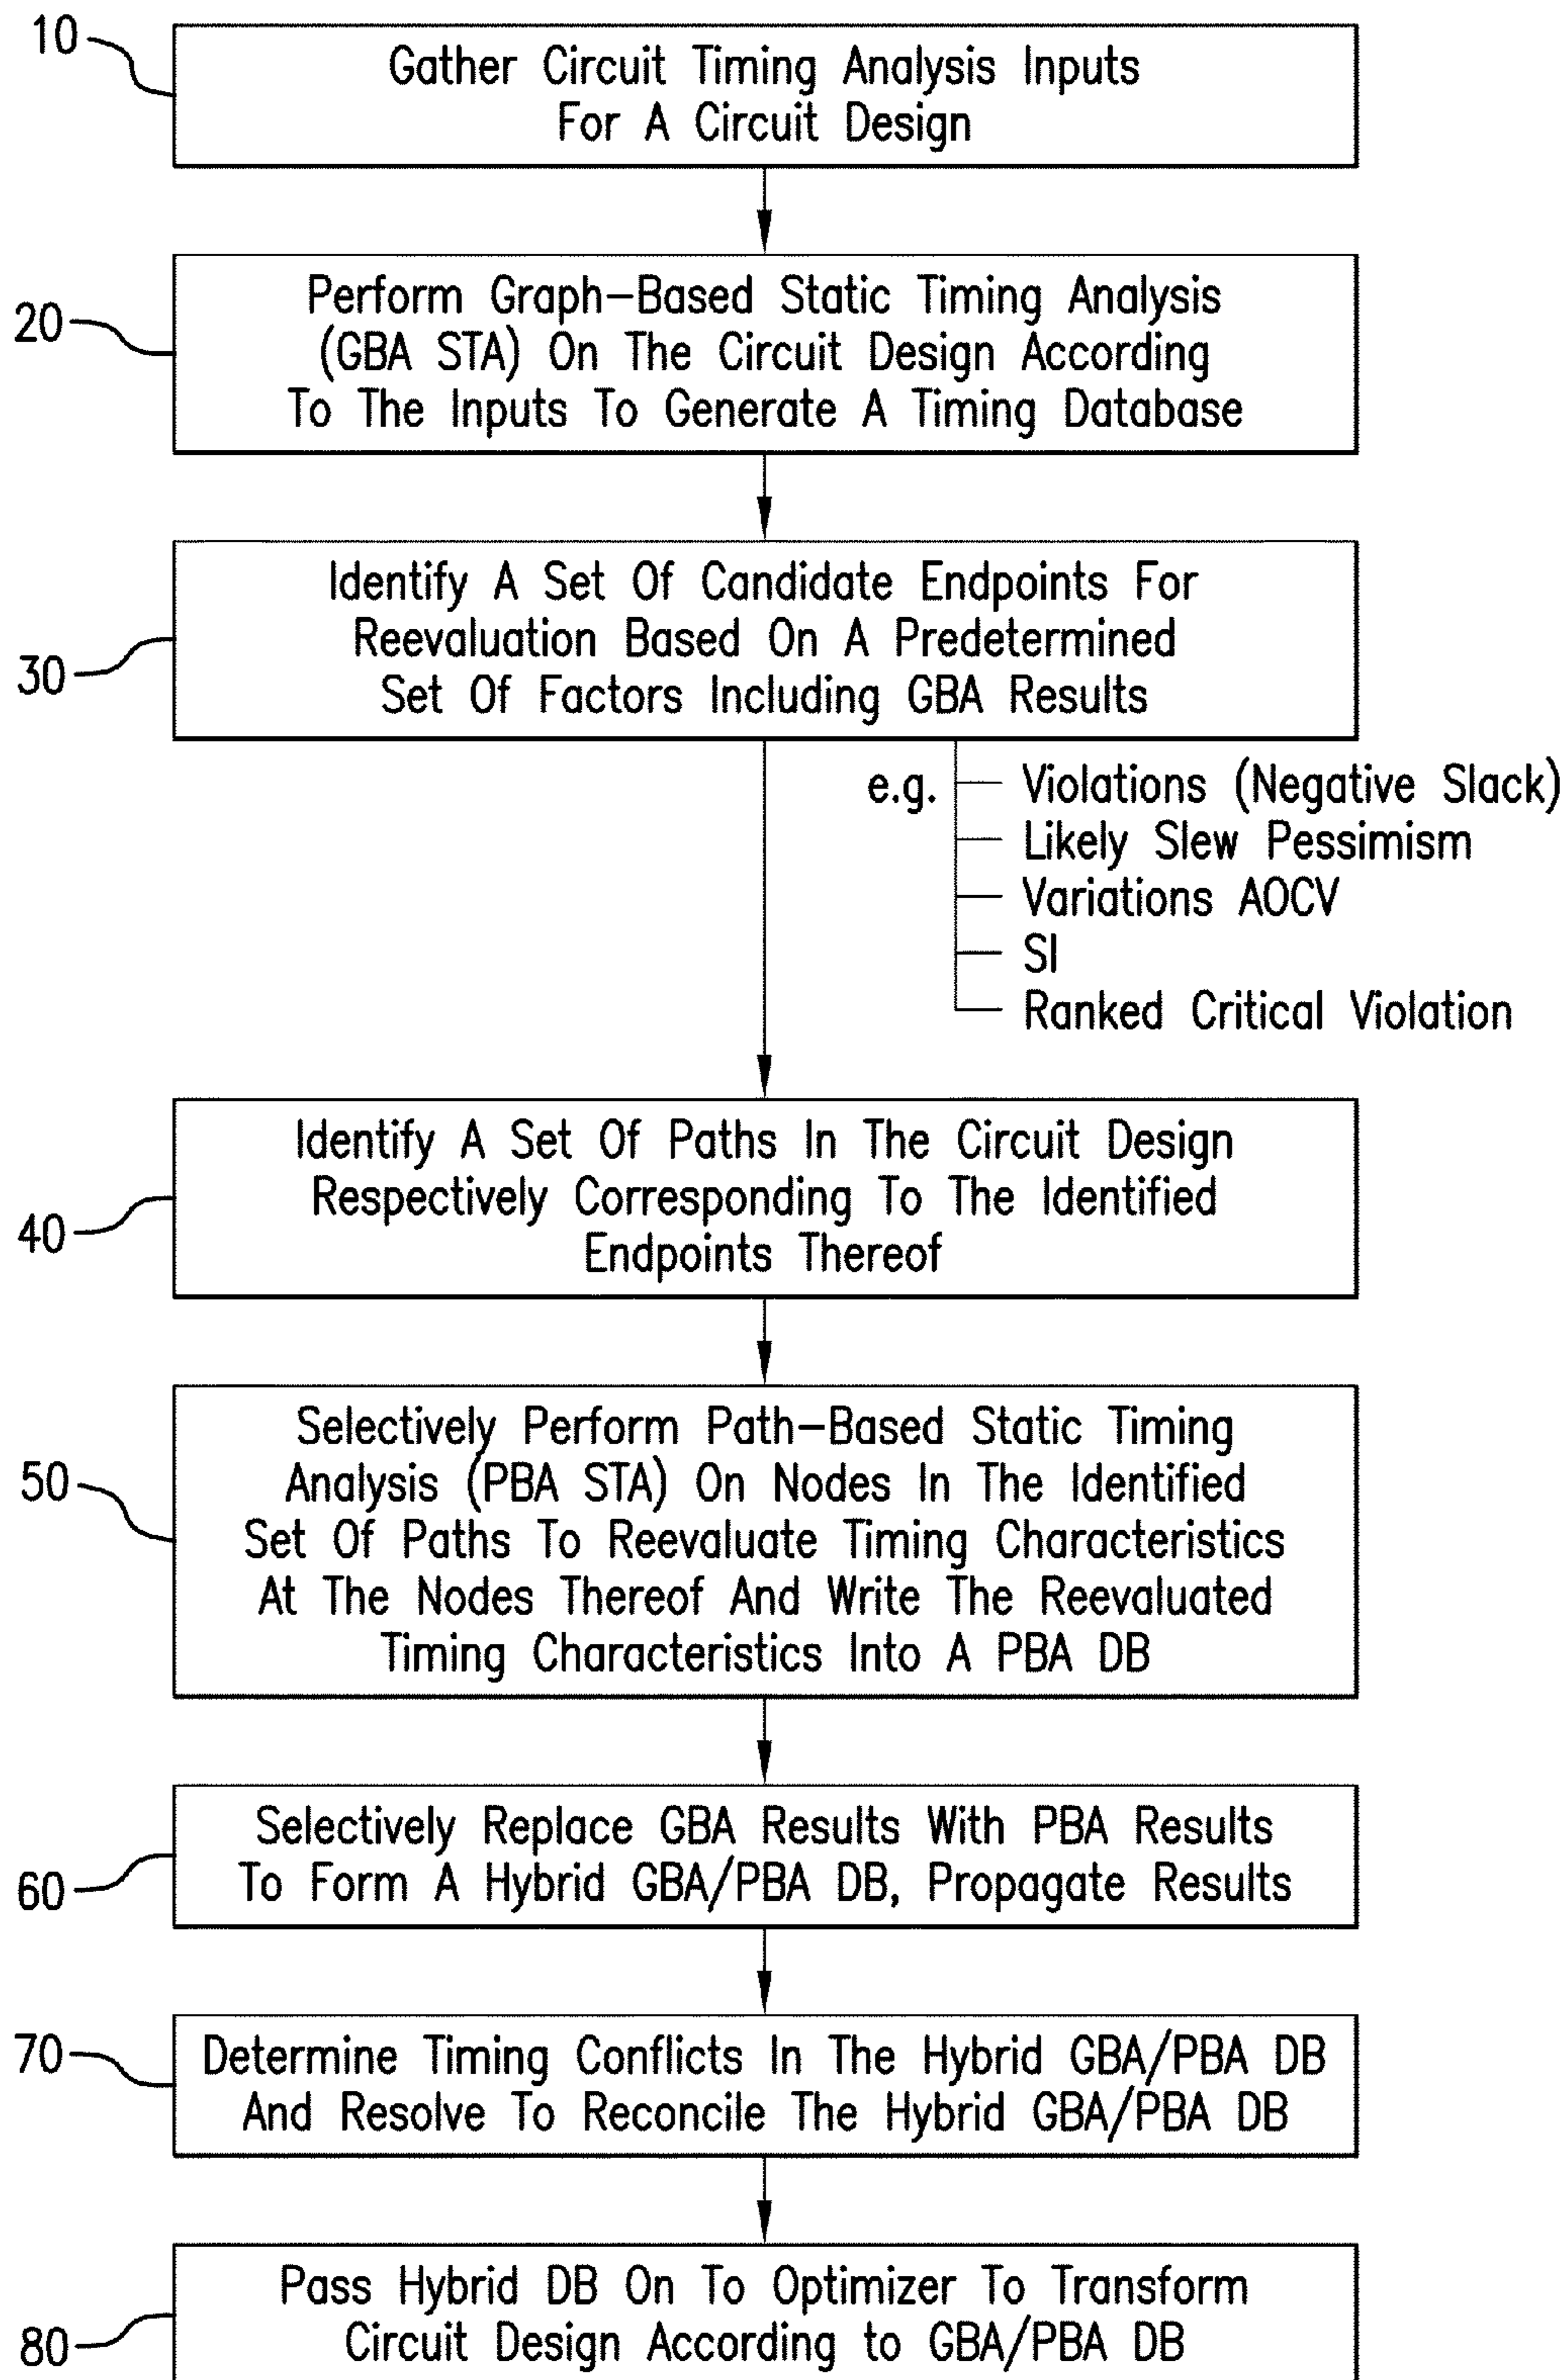 10
Gather Circuit Timing Analysis Inputs
For A Circuit Design
20
Perform Graph-Based Static Timing Analysis
(GBA STA) On The Circuit Design According
To The Inputs To Generate A Timing Database
30
Identify A Set Of Candidate Endpoints For
Reevaluation Based On A Predetermined
Set Of Factors Including GBA Results
e.g.
Violations (Negative Slack)
Likely Slew Pessimism
Variations AOCV
SI
Ranked Critical Violation
40
Identify A Set Of Paths In The Circuit Design
Respectively Corresponding To The Identified
Endpoints Thereof
50
Selectively Perform Path-Based Static Timing
Analysis (PBA STA) On Nodes In The Identified
Set Of Paths To Reevaluate Timing Characteristics
At The Nodes Thereof And Write The Reevaluated
Timing Characteristics Into A PBA DB
60
Selectively Replace GBA Results With PBA Results
To Form A Hybrid GBA/PBA DB, Propagate Results
70
Determine Timing Conflicts In The Hybrid GBA/PBA DB
And Resolve To Reconcile The Hybrid GBA/PBA DB
80
Pass Hybrid DB On To Optimizer To Transform
Circuit Design According to GBA/PBA DB